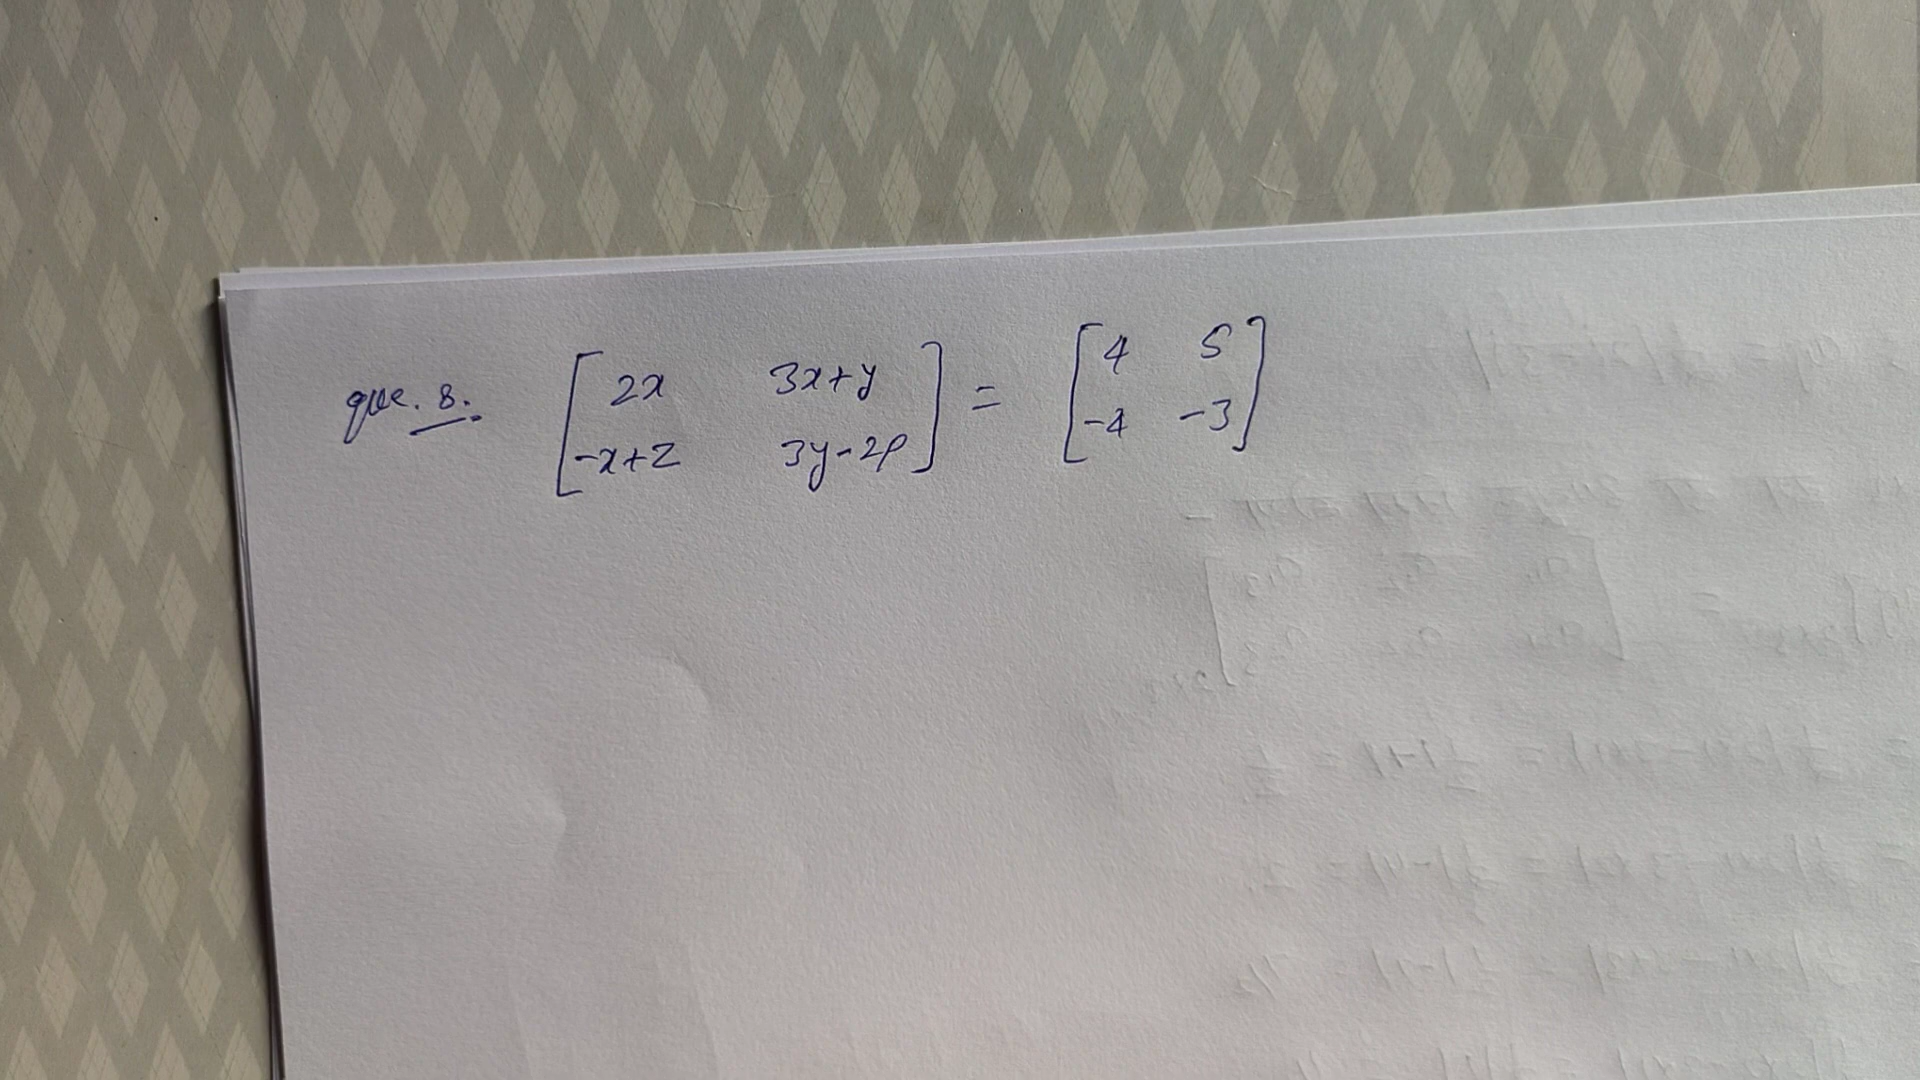 que. 8. [2x 3x+y] = [4 5]
[-x+z 3y-2p] [-4 -3]